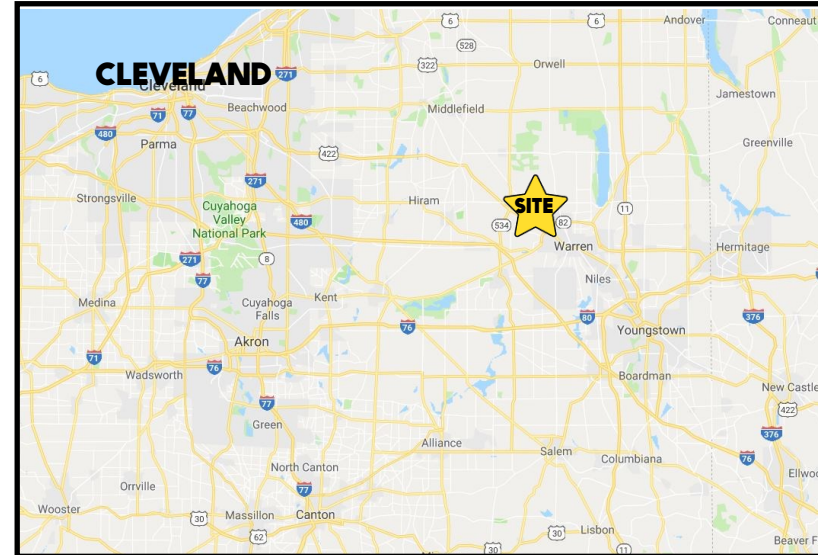 6
6
Andover
Conneaut
528
322
Orwell
6
CLEVELAND
271
Cleveland
Jamestown
Beachwood
Middlefield
71
77
480
Parma
Greenville
422
271
Strongsville
Cuyahoga
Valley
National Park
Hiram
SITE
11
480
534
82
Warren
Hermitage
271
8
77
Niles
Medina
Cuyahoga
Falls
Kent
376
76
80
Youngstown
Akron
71
76
Wadsworth
Boardman
New Castle
77
422
Green
376
Alliance
Salem
Columbiana
76
North Canton
Ellwo
Orrville
77
Wooster
30
Massillon
Canton
30
Lisbon
62
Beaver F
30
11